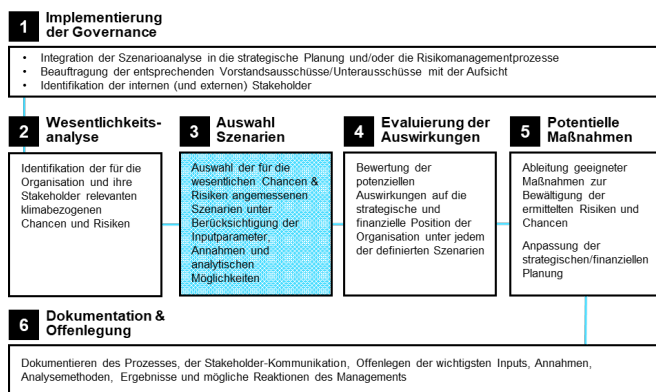 1
Implementierung
der Governance
• Integration der Szenarioanalyse in die strategische Planung und/oder die Risikomanagementprozesse
• Beauftragung der entsprechenden Vorstandsausschüsse/Unterausschüsse mit der Aufsicht
• Identifikation der internen (und externen) Stakeholder
2
Wesentlichkeits-
analyse
Identifikation der für die
Organisation und ihre
Stakeholder relevanten
klimabezogenen
Chancen und Risiken
3
Auswahl
Szenarien
Auswahl der für die
wesentlichen Chancen &
Risiken angemessenen
Szenarien unter
Berücksichtigung der
Inputparameter,
Annahmen und
analytischen
Möglichkeiten
4
Evaluierung der
Auswirkungen
Bewertung der
potenziellen
Auswirkungen auf die
strategische und
finanzielle Position der
Organisation unter jedem
der definierten Szenarien
5
Potentielle
Maßnahmen
Ableitung geeigneter
Maßnahmen zur
Bewältigung der
ermittelten Risiken und
Chancen
Anpassung der
strategischen/finanziellen
Planung
6
Dokumentation &
Offenlegung
Dokumentieren des Prozesses, der Stakeholder-Kommunikation, Offenlegen der wichtigsten Inputs, Annahmen,
Analysemethoden, Ergebnisse und mögliche Reaktionen des Managements